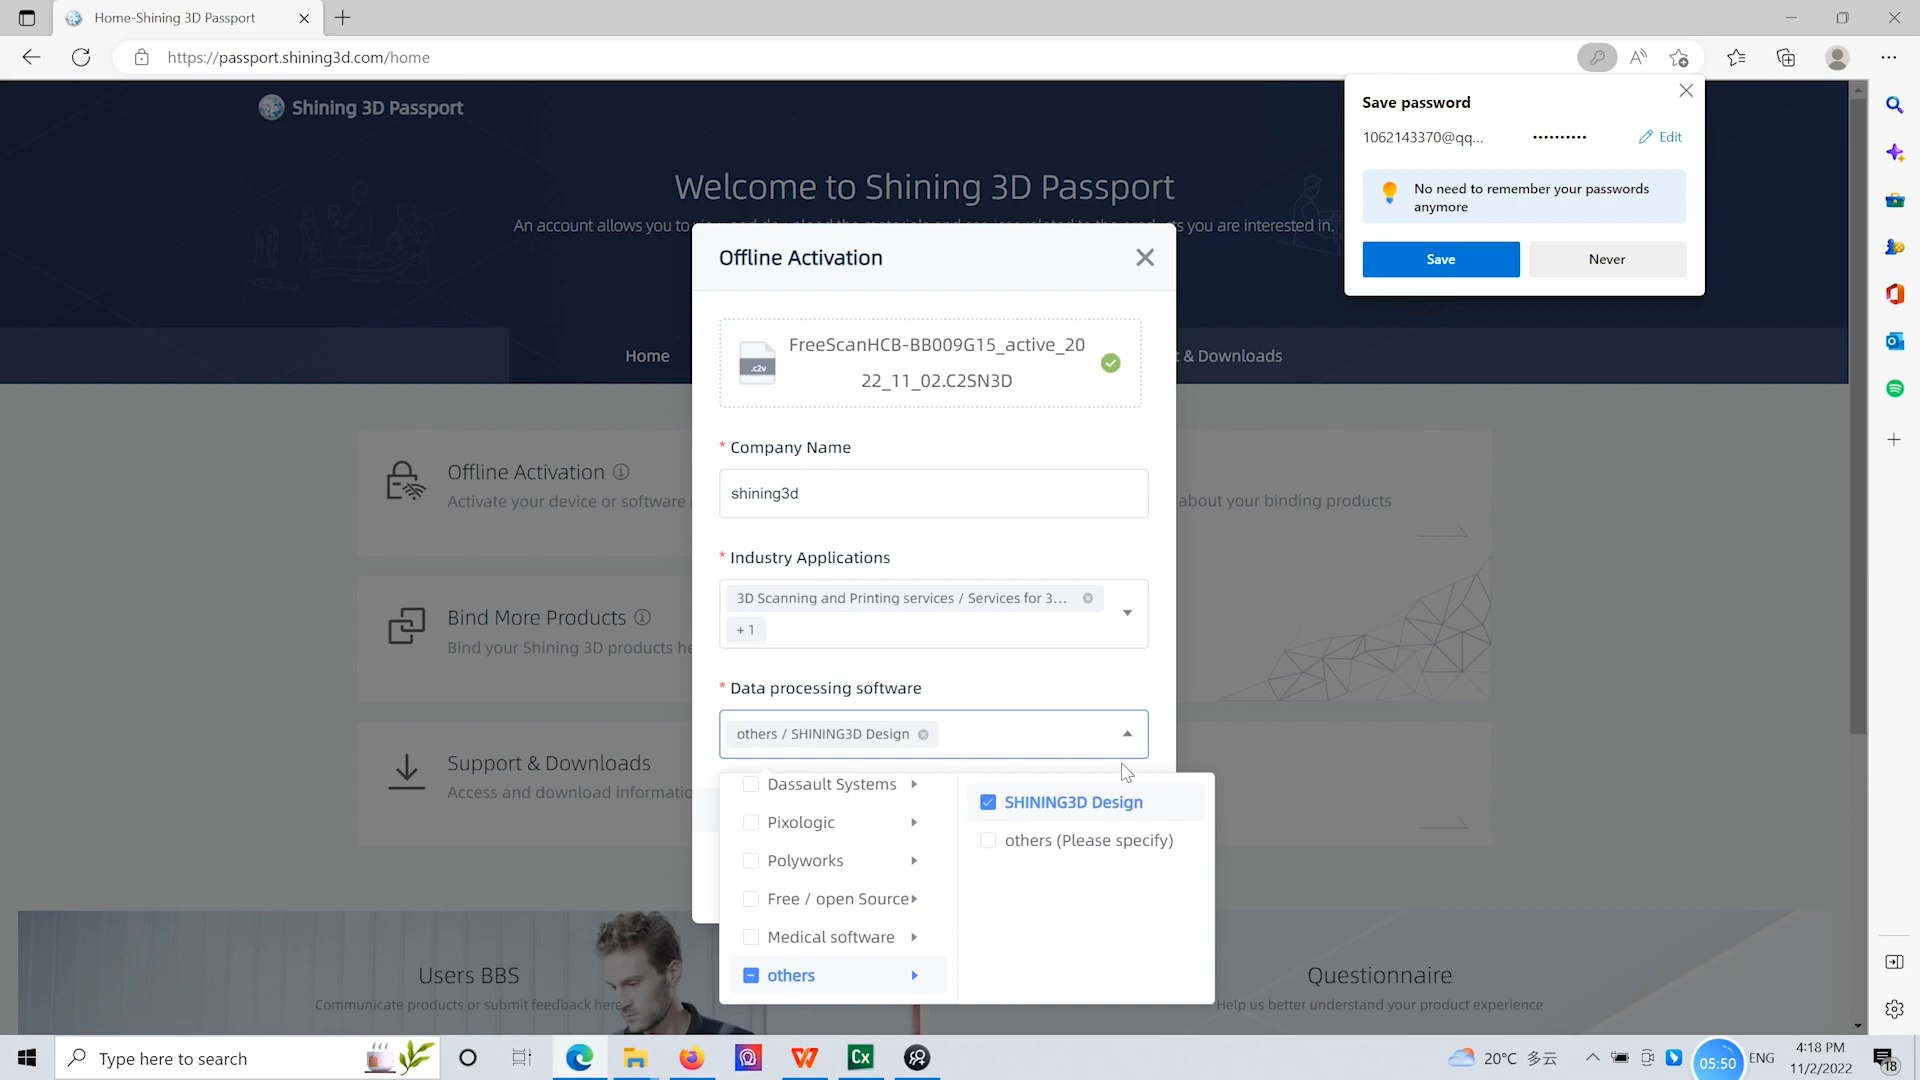 Home-Shining 3D Passport
https://passport.shining3d.com/home
Shining 3D Passport
Save password
1062143370@qq... •••••••••• Edit
No need to remember your passwords
anymore
Save Never
Welcome to Shining 3D Passport
An account allows you to
s you are interested in.
Home
t & Downloads
Offline Activation
FreeScanHCB-BB009G15_active_20
22_11_02.C2SN3D
.c2v
* Company Name
shining3d
* Industry Applications
3D Scanning and Printing services / Services for 3...
+ 1
* Data processing software
others / SHINING3D Design
Dassault Systems
Pixologic
Polyworks
Free / open Source
Medical software
others
SHINING3D Design
others (Please specify)
Offline Activation
Activate your device or software
about your binding products
Bind More Products
Bind your Shining 3D products he
Support & Downloads
Access and download informatio
Users BBS
Communicate products or submit feedback here
Questionnaire
Help us better understand your product experience
Type here to search
Cx
20°C 多云
05:50
ENG
4:18 PM
11/2/2022
18